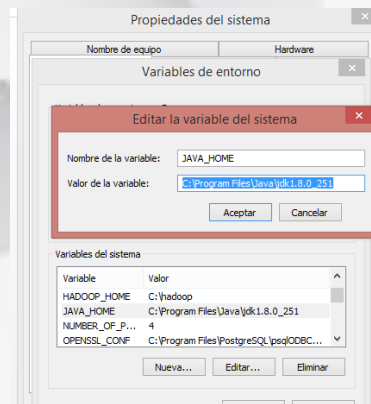 Propiedades del sistema
Nombre de equipo Hardware
Variables de entorno
Editar la variable del sistema
Nombre de la variable: JAVA_HOME
Valor de la variable: C:\Program Files\Java\jdk1.8.0_251
Aceptar Cancelar
Variables del sistema
Variable Valor
HADOOP_HOME C:\hadoop
JAVA_HOME C:\Program Files\Java\jdk1.8.0_251
NUMBER_OF_P... 4
OPENSSL_CONF C:\Program Files\PostgreSQL\psqlODBC...
Nueva... Editar... Eliminar